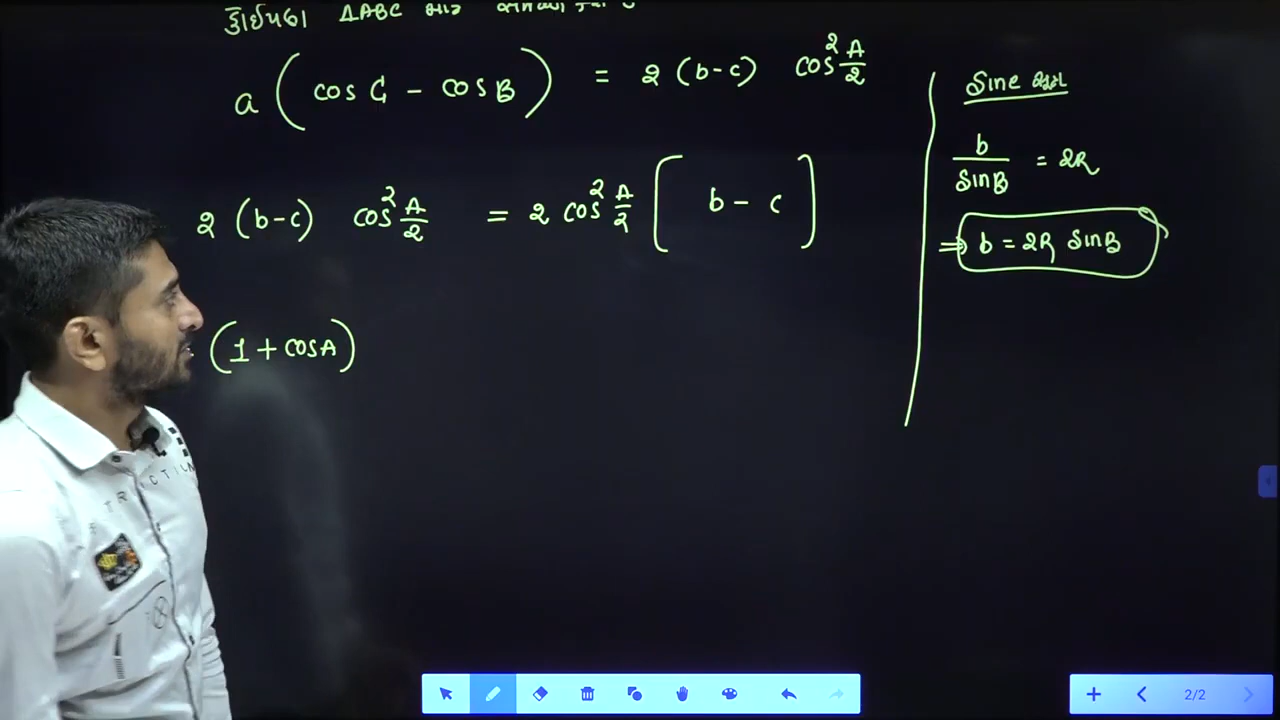 કોઈપણ ΔABC માટે
a (cos C - cos B) = 2 (b-c) cos² A/2
2 (b-c) cos² A/2 = 2 cos² A/2 [ b - c ]
(1 + cos A)
Sine સૂત્ર
b/sin B = 2R
⇒ b = 2R sin B
2/2